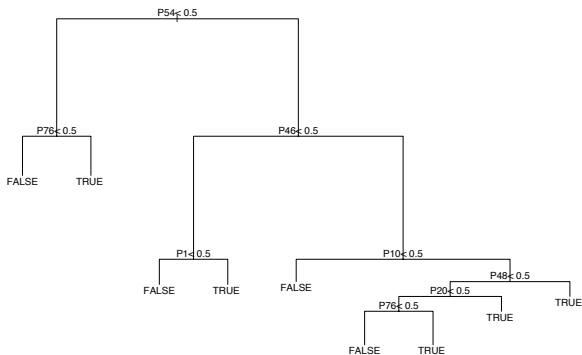 P54< 0.5
P76< 0.5
P46< 0.5
FALSE
TRUE
P1< 0.5
P10< 0.5
FALSE
TRUE
FALSE
P48< 0.5
P20< 0.5
TRUE
P76< 0.5
TRUE
FALSE
TRUE